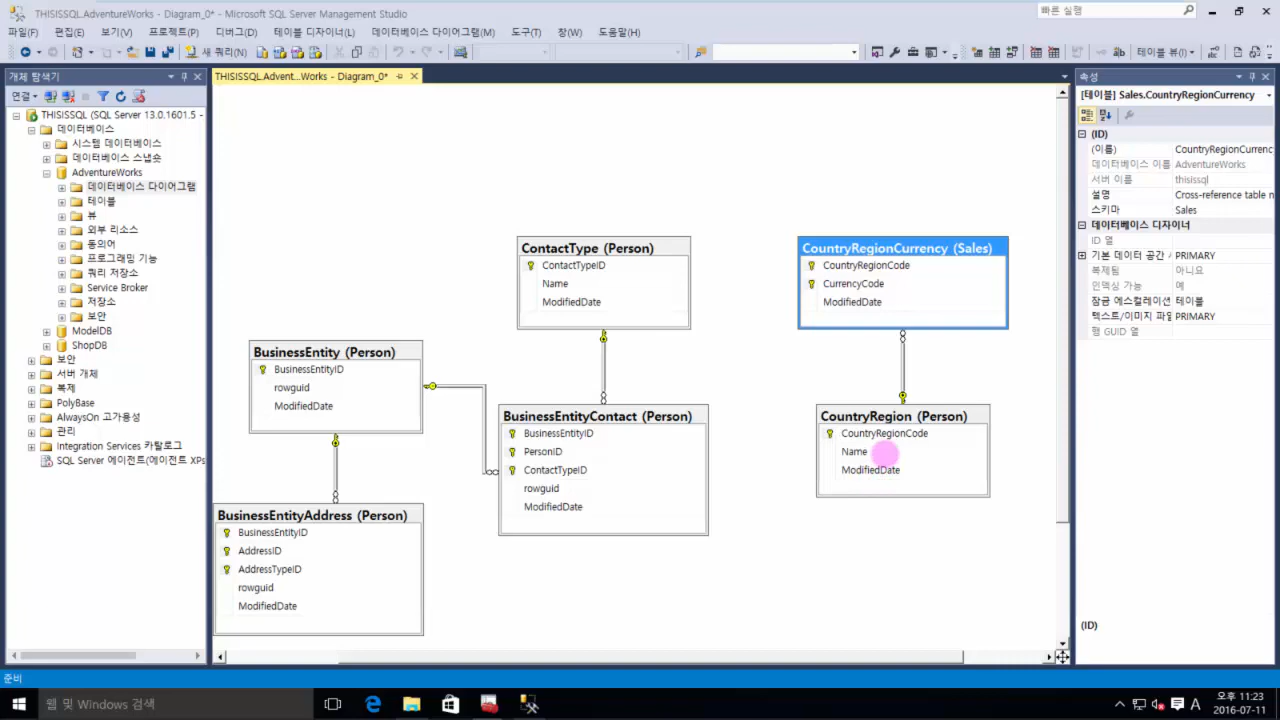 THISISSQL.AdventureWorks - Diagram_0* - Microsoft SQL Server Management Studio
빠른 실행
파일(F) 편집(E) 보기(V) 프로젝트(P) 디버그(D) 테이블 디자이너(L) 데이터베이스 다이어그램(M) 도구(T) 창(W) 도움말(H)
새 쿼리(N)
테이블 뷰(I)
개체 탐색기
연결
THISISSQL (SQL Server 13.0.1601.5 -
데이터베이스
시스템 데이터베이스
데이터베이스 스냅숏
AdventureWorks
데이터베이스 다이어그램
테이블
뷰
외부 리소스
동의어
프로그래밍 기능
쿼리 저장소
Service Broker
저장소
보안
ModelDB
ShopDB
보안
서버 개체
복제
PolyBase
AlwaysOn 고가용성
관리
Integration Services 카탈로그
SQL Server 에이전트(에이전트 XPs
THISISSQL.Advent...Works - Diagram_0*
ContactType (Person)
ContactTypeID
Name
ModifiedDate
CountryRegionCurrency (Sales)
CountryRegionCode
CurrencyCode
ModifiedDate
BusinessEntity (Person)
BusinessEntityID
rowguid
ModifiedDate
BusinessEntityContact (Person)
BusinessEntityID
PersonID
ContactTypeID
rowguid
ModifiedDate
CountryRegion (Person)
CountryRegionCode
Name
ModifiedDate
BusinessEntityAddress (Person)
BusinessEntityID
AddressID
AddressTypeID
rowguid
ModifiedDate
속성
[테이블] Sales.CountryRegionCurrency
(ID)
(이름) CountryRegionCurrenc
데이터베이스 이름 AdventureWorks
서버 이름 thisissql
설명 Cross-reference table n
스키마 Sales
데이터베이스 디자이너
ID 열
기본 데이터 공간 PRIMARY
복제됨 아니요
인덱싱 가능 예
잠금 에스컬레이션 테이블
텍스트/이미지 파일 PRIMARY
행 GUID 열
(ID)
준비
웹 및 Windows 검색
A
오후 11:23
2016-07-11